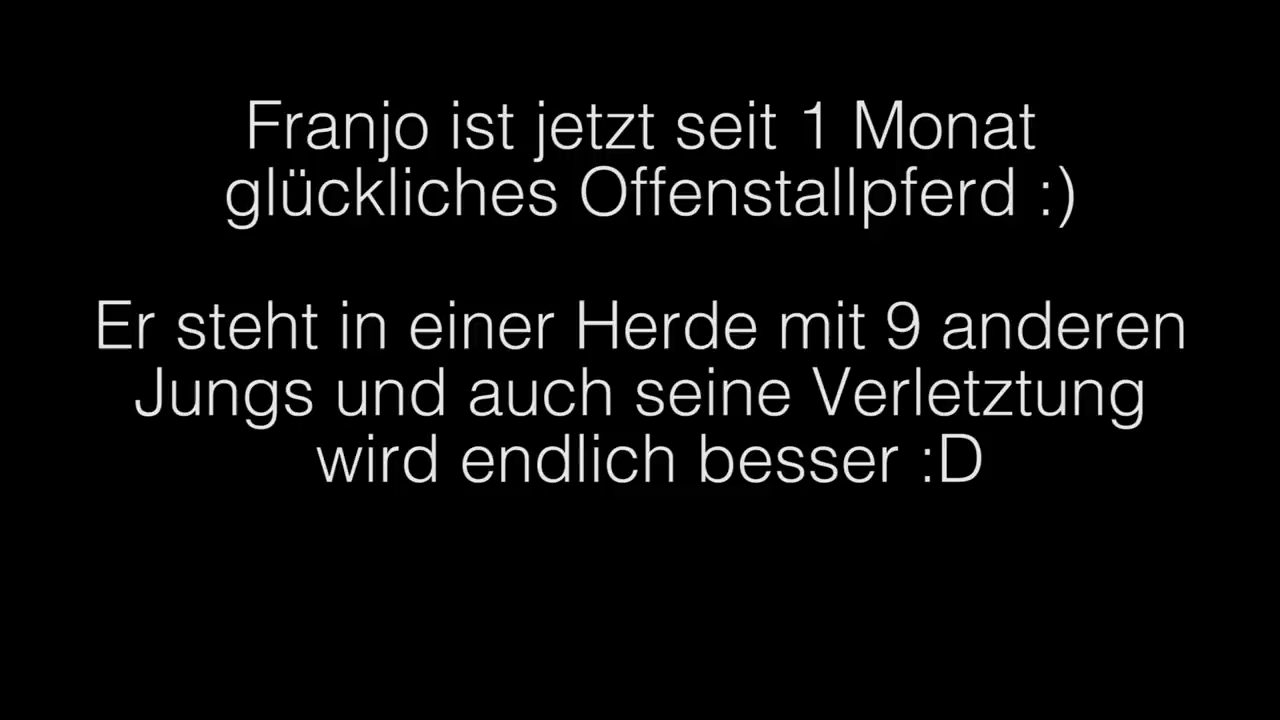 Franjo ist jetzt seit 1 Monat
glückliches Offenstallpferd :)
Er steht in einer Herde mit 9 anderen
Jungs und auch seine Verletztung
wird endlich besser :D